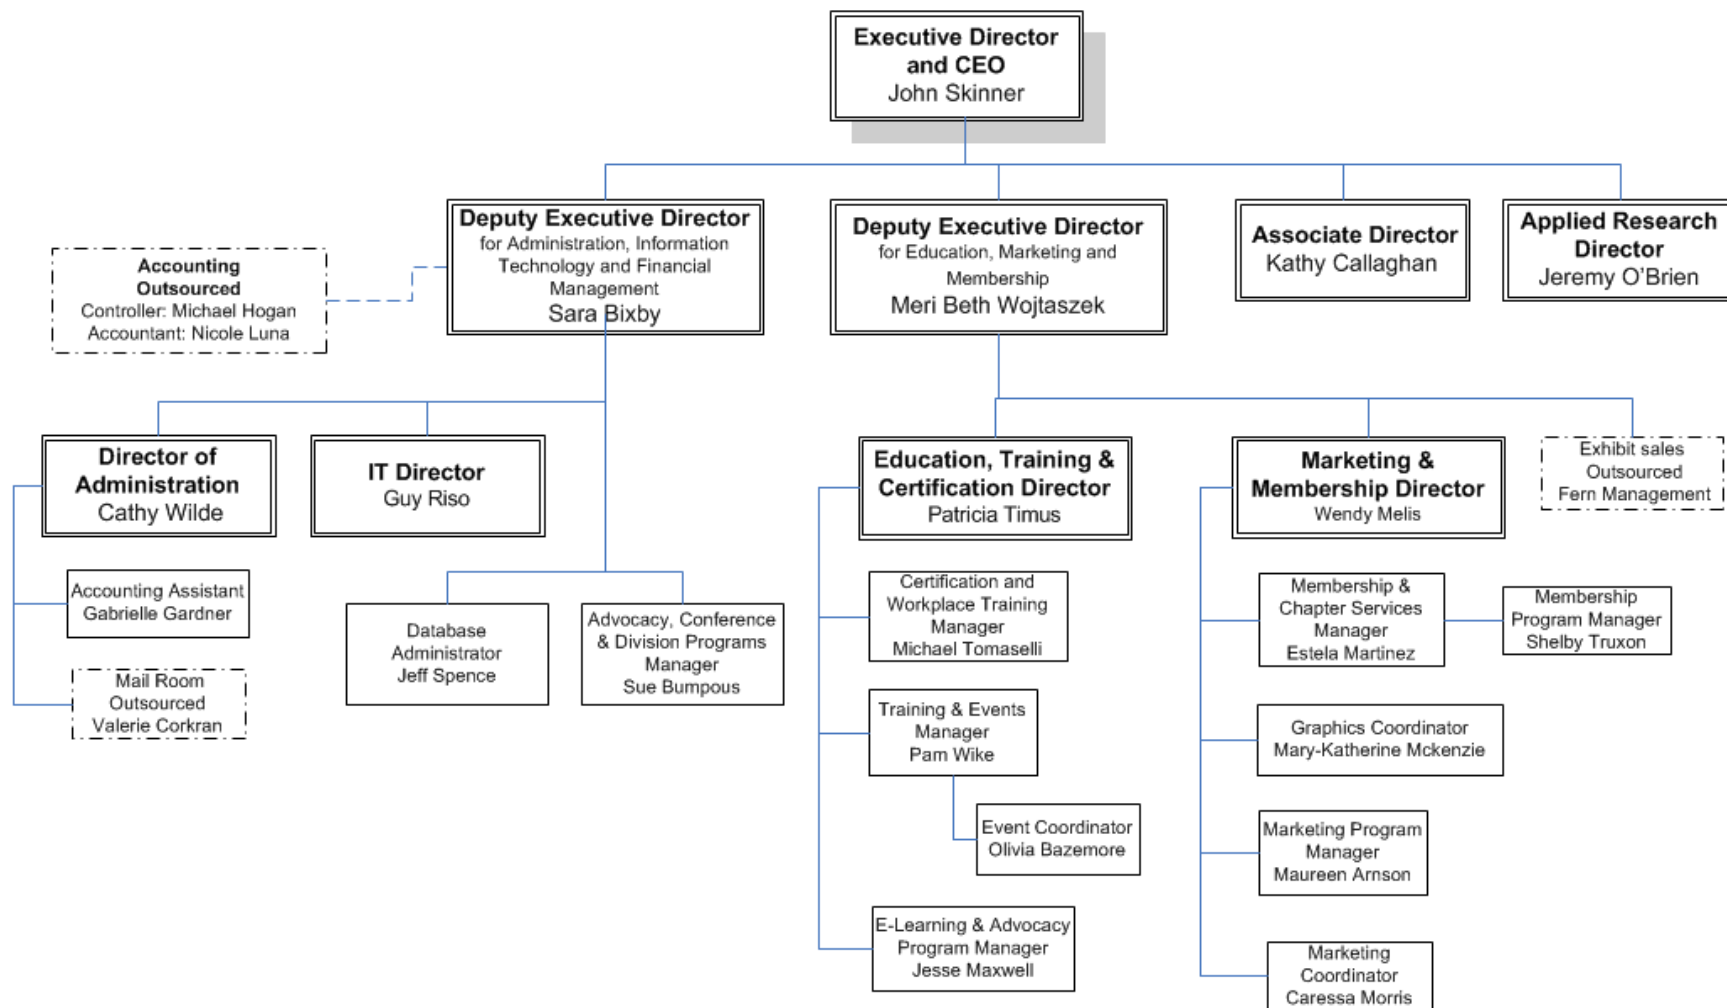 Executive Director
and CEO
John Skinner
Deputy Executive Director
for Administration, Information
Technology and Financial
Management
Sara Bixby
Deputy Executive Director
for Education, Marketing and
Membership
Meri Beth Wojtaszek
Associate Director
Kathy Callaghan
Applied Research
Director
Jeremy O'Brien
Accounting
Outsourced
Controller: Michael Hogan
Accountant: Nicole Luna
Director of
Administration
Cathy Wilde
IT Director
Guy Riso
Education, Training &
Certification Director
Patricia Timus
Marketing &
Membership Director
Wendy Melis
Exhibit sales
Outsourced
Fern Management
Accounting Assistant
Gabrielle Gardner
Mail Room
Outsourced
Valerie Corkran
Database
Administrator
Jeff Spence
Advocacy, Conference
& Division Programs
Manager
Sue Bumpous
Certification and
Workplace Training
Manager
Michael Tomaselli
Training & Events
Manager
Pam Wike
Event Coordinator
Olivia Bazemore
E-Learning & Advocacy
Program Manager
Jesse Maxwell
Membership &
Chapter Services
Manager
Estela Martinez
Membership
Program Manager
Shelby Truxon
Graphics Coordinator
Mary-Katherine Mckenzie
Marketing Program
Manager
Maureen Arnson
Marketing
Coordinator
Caressa Morris